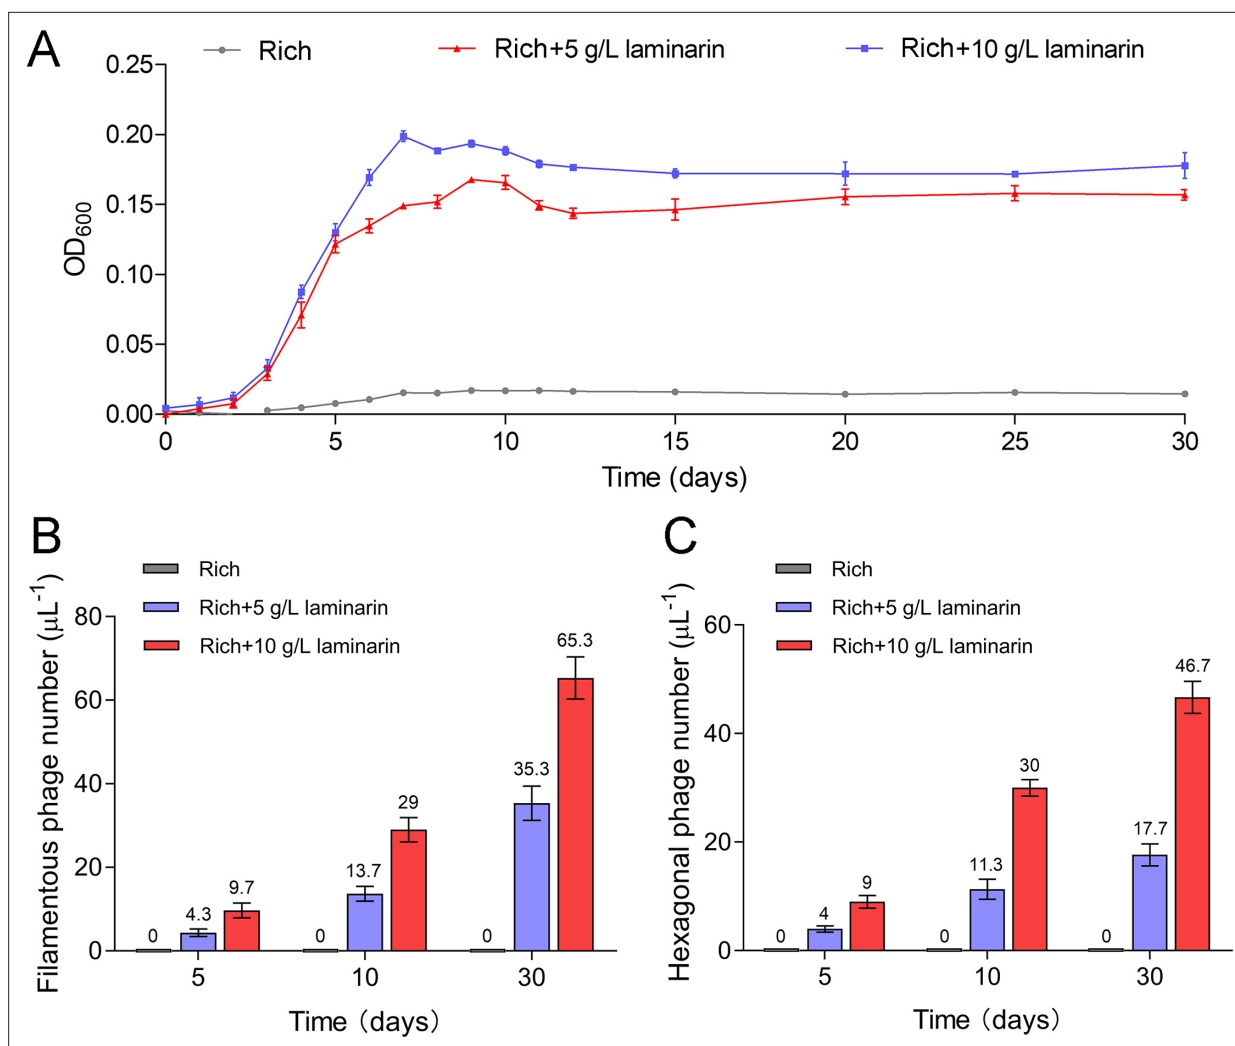 A
Rich
Rich+5 g/L laminarin
Rich+10 g/L laminarin
0.25
0.20
0.15
0.10
0.05
0.00
OD600
0 5 10 15 20 25 30
Time (days)
B
Rich
Rich+5 g/L laminarin
Rich+10 g/L laminarin
Filamentous phage number (μL-1)
80
60
40
20
0
0 4.3 9.7
0 13.7 29
0 35.3 65.3
5 10 30
Time (days)
C
Rich
Rich+5 g/L laminarin
Rich+10 g/L laminarin
Hexagonal phage number (μL-1)
60
40
20
0
0 4 9
0 11.3 30
0 17.7 46.7
5 10 30
Time (days)